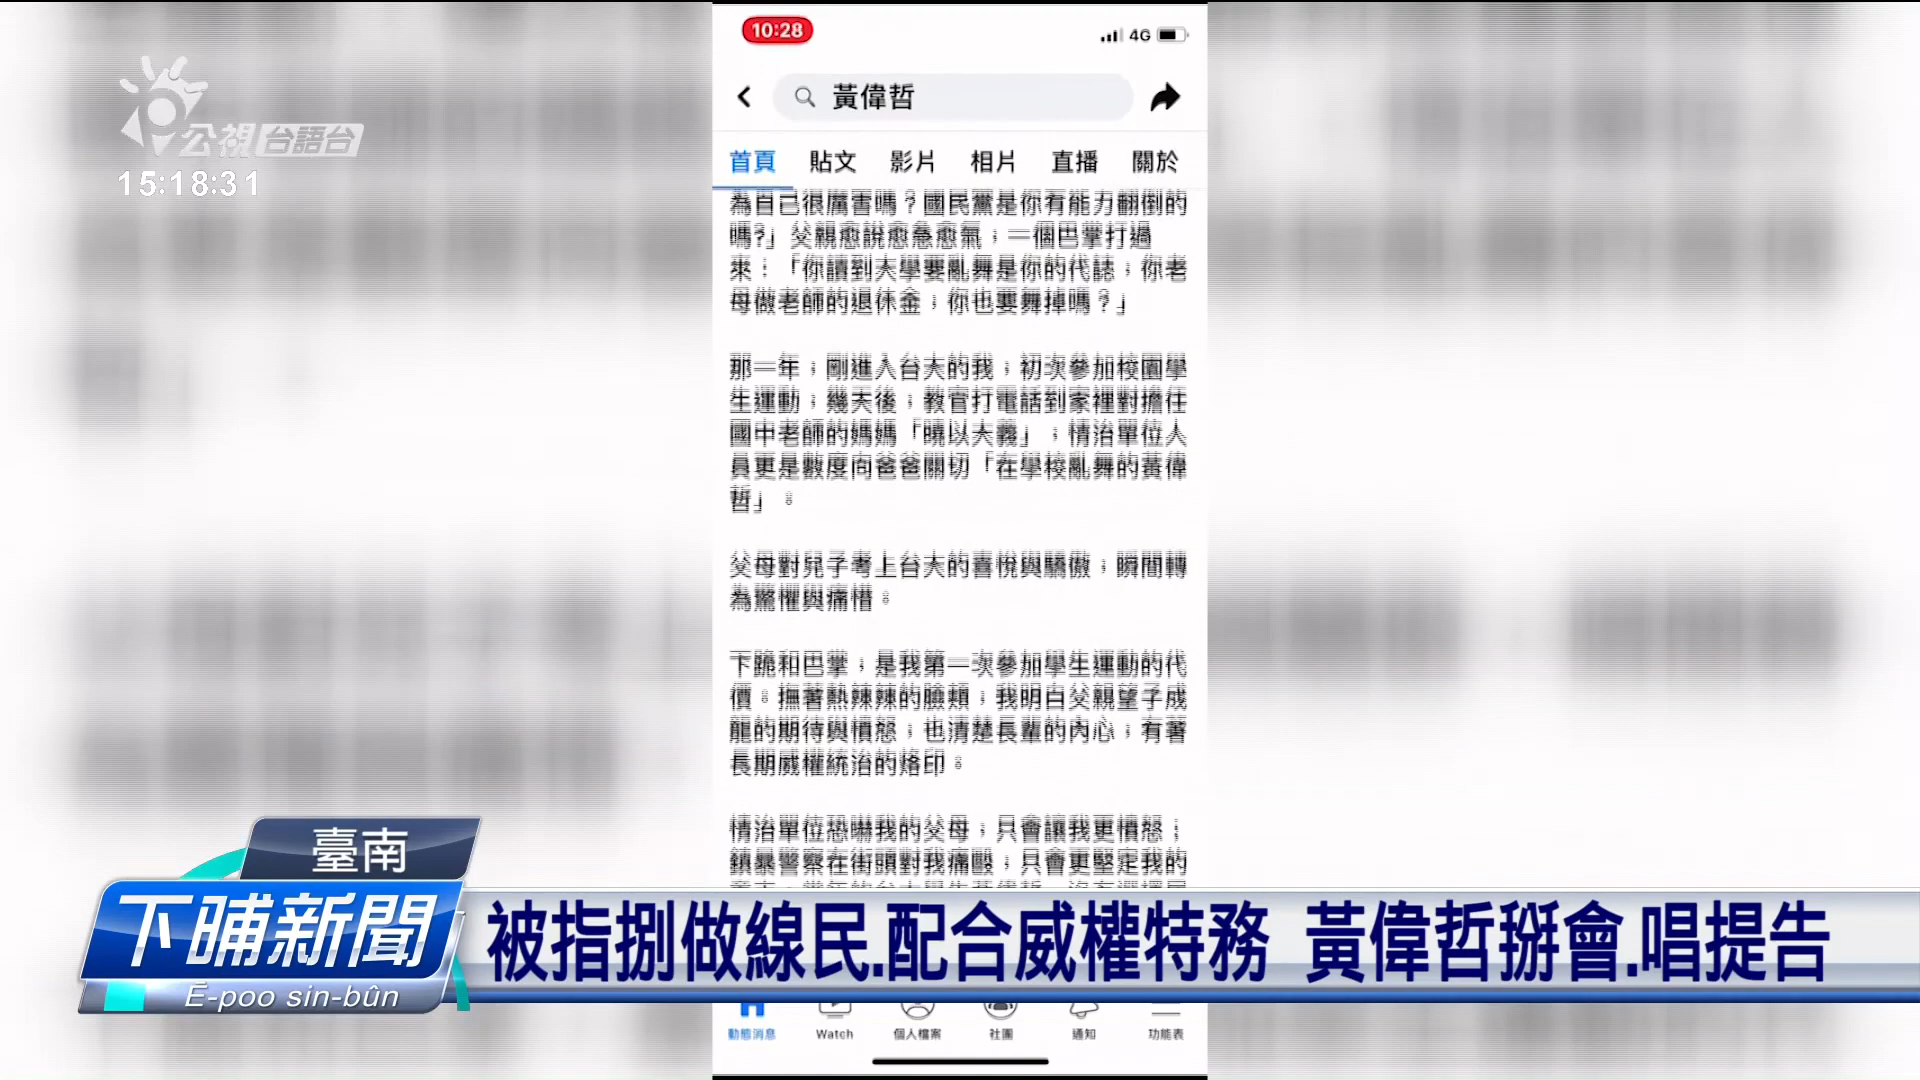 10:28
4G
公視台語台
15:18:31
黃偉哲
首頁 貼文 影片 相片 直播 關於
為自己很厲害嗎？國民黨是你有能力翻倒的
嗎?」父親愈說愈急愈氣，一個巴掌打過
來：「你讀到大學要亂舞是你的代誌，你老
母做老師的退休金，你也要舞掉嗎？」
那一年，剛進入台大的我，初次參加校園學
生運動，幾天後，教官打電話到家裡對擔任
國中老師的媽媽「曉以大義」，情治單位人
員更是數度向爸爸關切「在學校亂舞的黃偉
哲」。
父母對兒子考上台大的喜悅與驕傲，瞬間轉
為驚懼與痛惜。
下跪和巴掌，是我第一次參加學生運動的代
價。撫著熱辣辣的臉頰，我明白父親望子成
龍的期待與憤怒，也清楚長輩的內心，有著
長期威權統治的烙印。
情治單位恐嚇我的父母，只會讓我更憤怒；
鎮暴警察在街頭對我痛毆，只會更堅定我的
臺南
下晡新聞
Ē-poo sin-bûn
被指捌做線民.配合威權特務 黃偉哲掰會.唱提告
動態消息 Watch 個人檔案 社團 通知 功能表